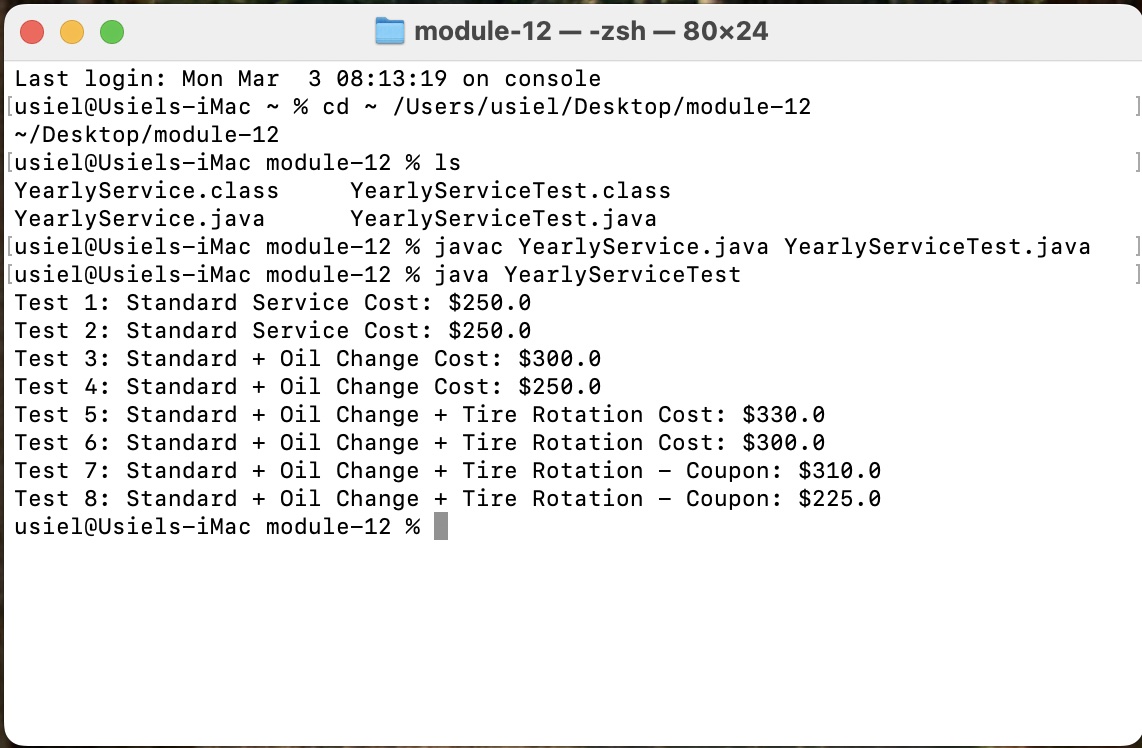 module-12 — -zsh — 80×24
Last login: Mon Mar  3 08:13:19 on console
[usiel@Usiels-iMac ~ % cd ~ /Users/usiel/Desktop/module-12 ]
~/Desktop/module-12
[usiel@Usiels-iMac module-12 % ls ]
YearlyService.class     YearlyServiceTest.class
YearlyService.java      YearlyServiceTest.java
[usiel@Usiels-iMac module-12 % javac YearlyService.java YearlyServiceTest.java ]
[usiel@Usiels-iMac module-12 % java YearlyServiceTest ]
Test 1: Standard Service Cost: $250.0
Test 2: Standard Service Cost: $250.0
Test 3: Standard + Oil Change Cost: $300.0
Test 4: Standard + Oil Change Cost: $250.0
Test 5: Standard + Oil Change + Tire Rotation Cost: $330.0
Test 6: Standard + Oil Change + Tire Rotation Cost: $300.0
Test 7: Standard + Oil Change + Tire Rotation - Coupon: $310.0
Test 8: Standard + Oil Change + Tire Rotation - Coupon: $225.0
usiel@Usiels-iMac module-12 %